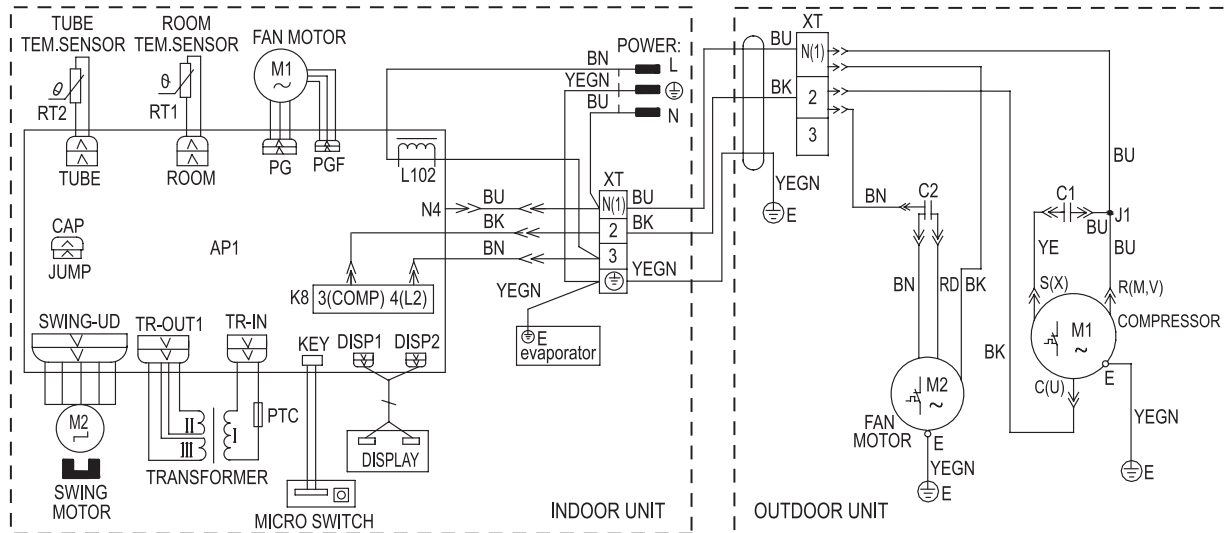 TUBE
TEM.SENSOR
ROOM
TEM.SENSOR
FAN MOTOR
θ
RT2
θ
RT1
M1
~
TUBE
ROOM
PG
PGF
L102
POWER:
BN
L
YEGN
BU
N
XT
N(1)
2
3
BU
BK
YEGN
N4
BU
BK
BN
CAP
JUMP
AP1
K8
3(COMP)
4(L2)
YEGN
E
evaporator
SWING-UD
TR-OUT1
TR-IN
KEY
DISP1
DISP2
M2
II
III
I
PTC
TRANSFORMER
DISPLAY
SWING
MOTOR
MICRO SWITCH
INDOOR UNIT
XT
BU
N(1)
BK
2
3
YEGN
E
BN
C2
BN
RD
BK
M2
~
FAN
MOTOR
E
YEGN
E
BK
BU
C1
J1
BU
YE
BU
S(X)
R(M,V)
M1
~
COMPRESSOR
C(U)
E
YEGN
E
OUTDOOR UNIT